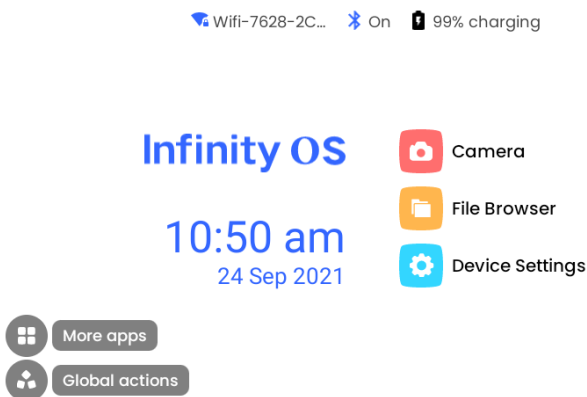 Wifi-7628-2C... On 99% charging
Infinity OS
Camera
File Browser
Device Settings
10:50 am
24 Sep 2021
More apps
Global actions